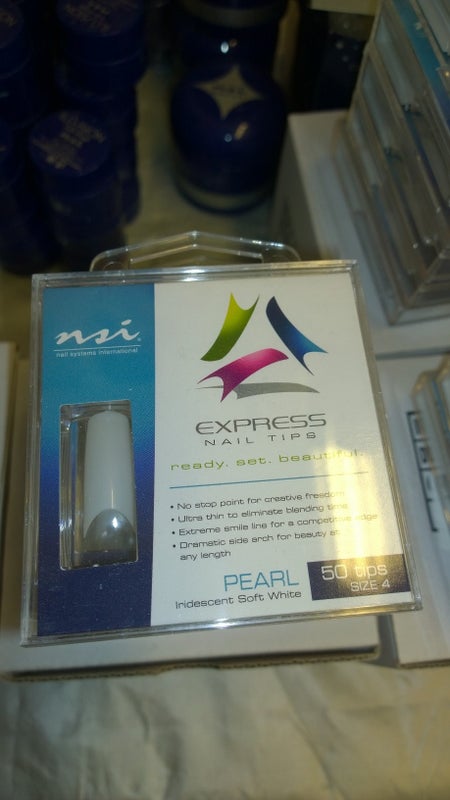 nsi
nail systems international
EXPRESS
NAIL TIPS
ready. set. beautiful.
• No stop point for creative freedom
• Ultra thin to eliminate blending time
• Extreme smile line for a competitive edge
• Dramatic side arch for beauty at
any length
PEARL
Iridescent Soft White
50 tips
SIZE 4